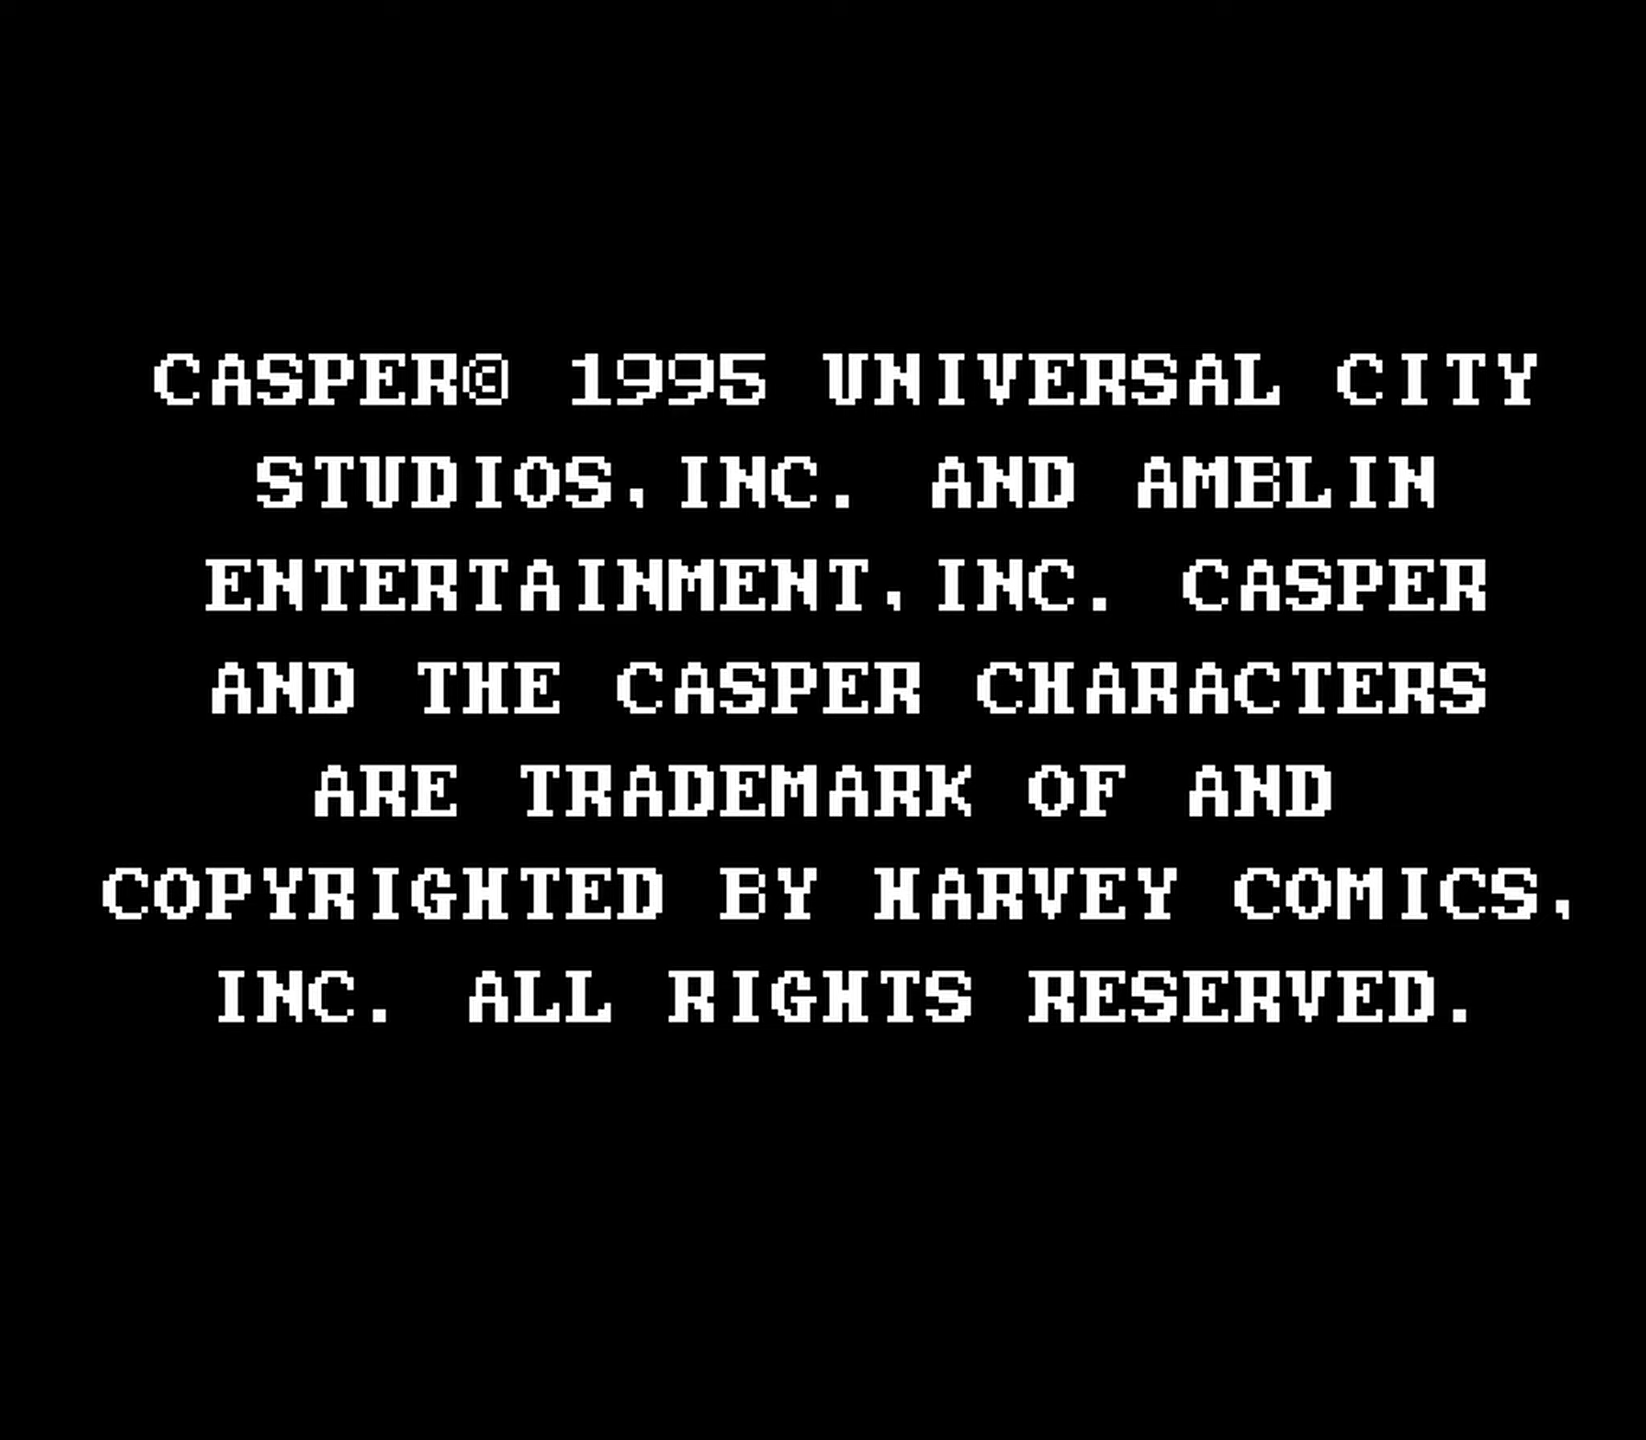 CASPER© 1995 UNIVERSAL CITY
STUDIOS,INC. AND AMBLIN
ENTERTAINMENT,INC. CASPER
AND THE CASPER CHARACTERS
ARE TRADEMARK OF AND
COPYRIGHTED BY HARVEY COMICS,
INC. ALL RIGHTS RESERVED.